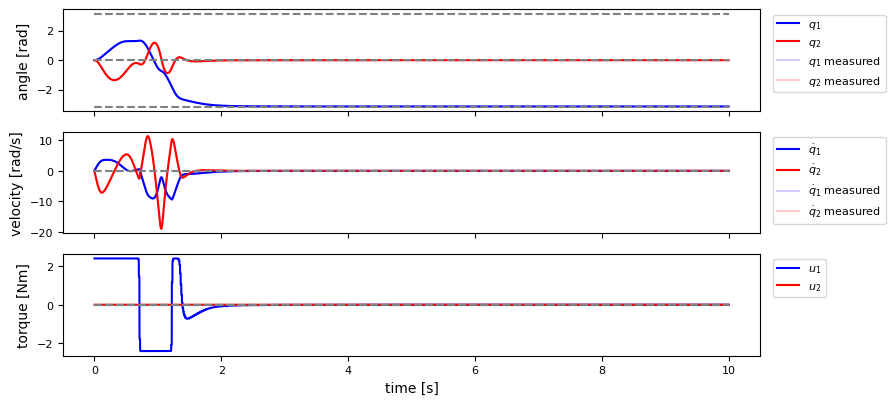 angle [rad]
2
0
−2
q₁
q₂
q₁ measured
q₂ measured
velocity [rad/s]
10
0
−10
−20
q̇₁
q̇₂
q̇₁ measured
q̇₂ measured
torque [Nm]
2
0
−2
u₁
u₂
0 2 4 6 8 10
time [s]